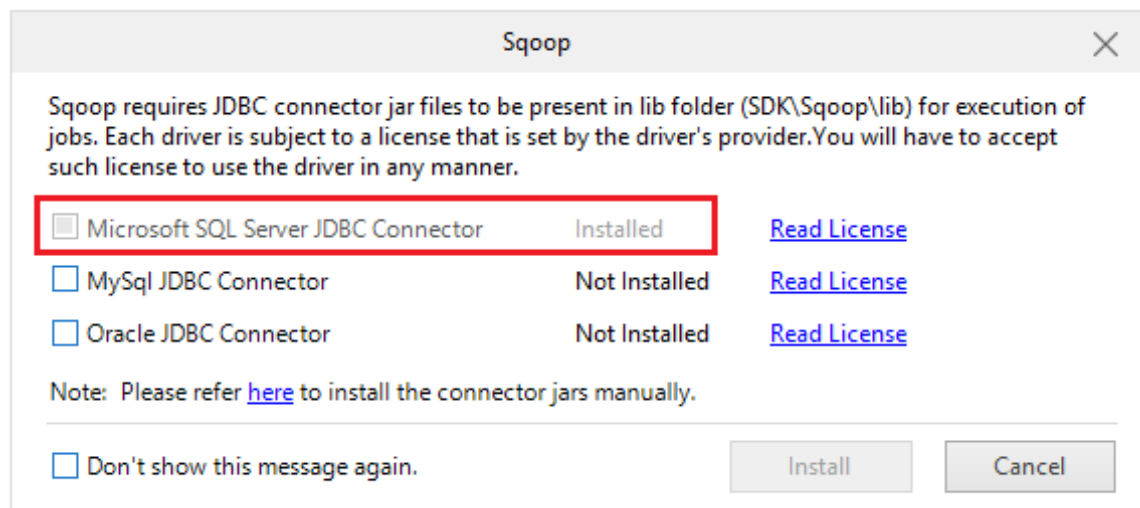 Sqoop
Sqoop requires JDBC connector jar files to be present in lib folder (SDK\Sqoop\lib) for execution of
jobs. Each driver is subject to a license that is set by the driver's provider.You will have to accept
such license to use the driver in any manner.
Microsoft SQL Server JDBC Connector Installed Read License
MySql JDBC Connector Not Installed Read License
Oracle JDBC Connector Not Installed Read License
Note: Please refer here to install the connector jars manually.
Don't show this message again. Install Cancel